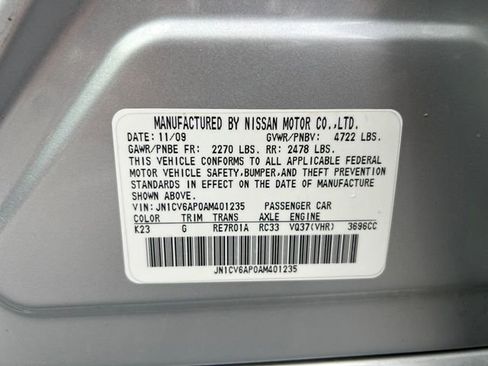 MANUFACTURED BY NISSAN MOTOR CO.,LTD.
DATE: 11/09 GVWR/PNBV: 4722 LBS.
GAWR/PNBE FR: 2270 LBS. RR: 2478 LBS.
THIS VEHICLE CONFORMS TO ALL APPLICABLE FEDERAL
MOTOR VEHICLE SAFETY,BUMPER,AND THEFT PREVENTION
STANDARDS IN EFFECT ON THE DATE OF MANUFACTURE
SHOWN ABOVE.
VIN: JN1CV6AP0AM401235 PASSENGER CAR
COLOR TRIM TRANS AXLE ENGINE
K23 G RE7R01A RC33 VQ37(VHR) 3696CC
JN1CV6AP0AM401235